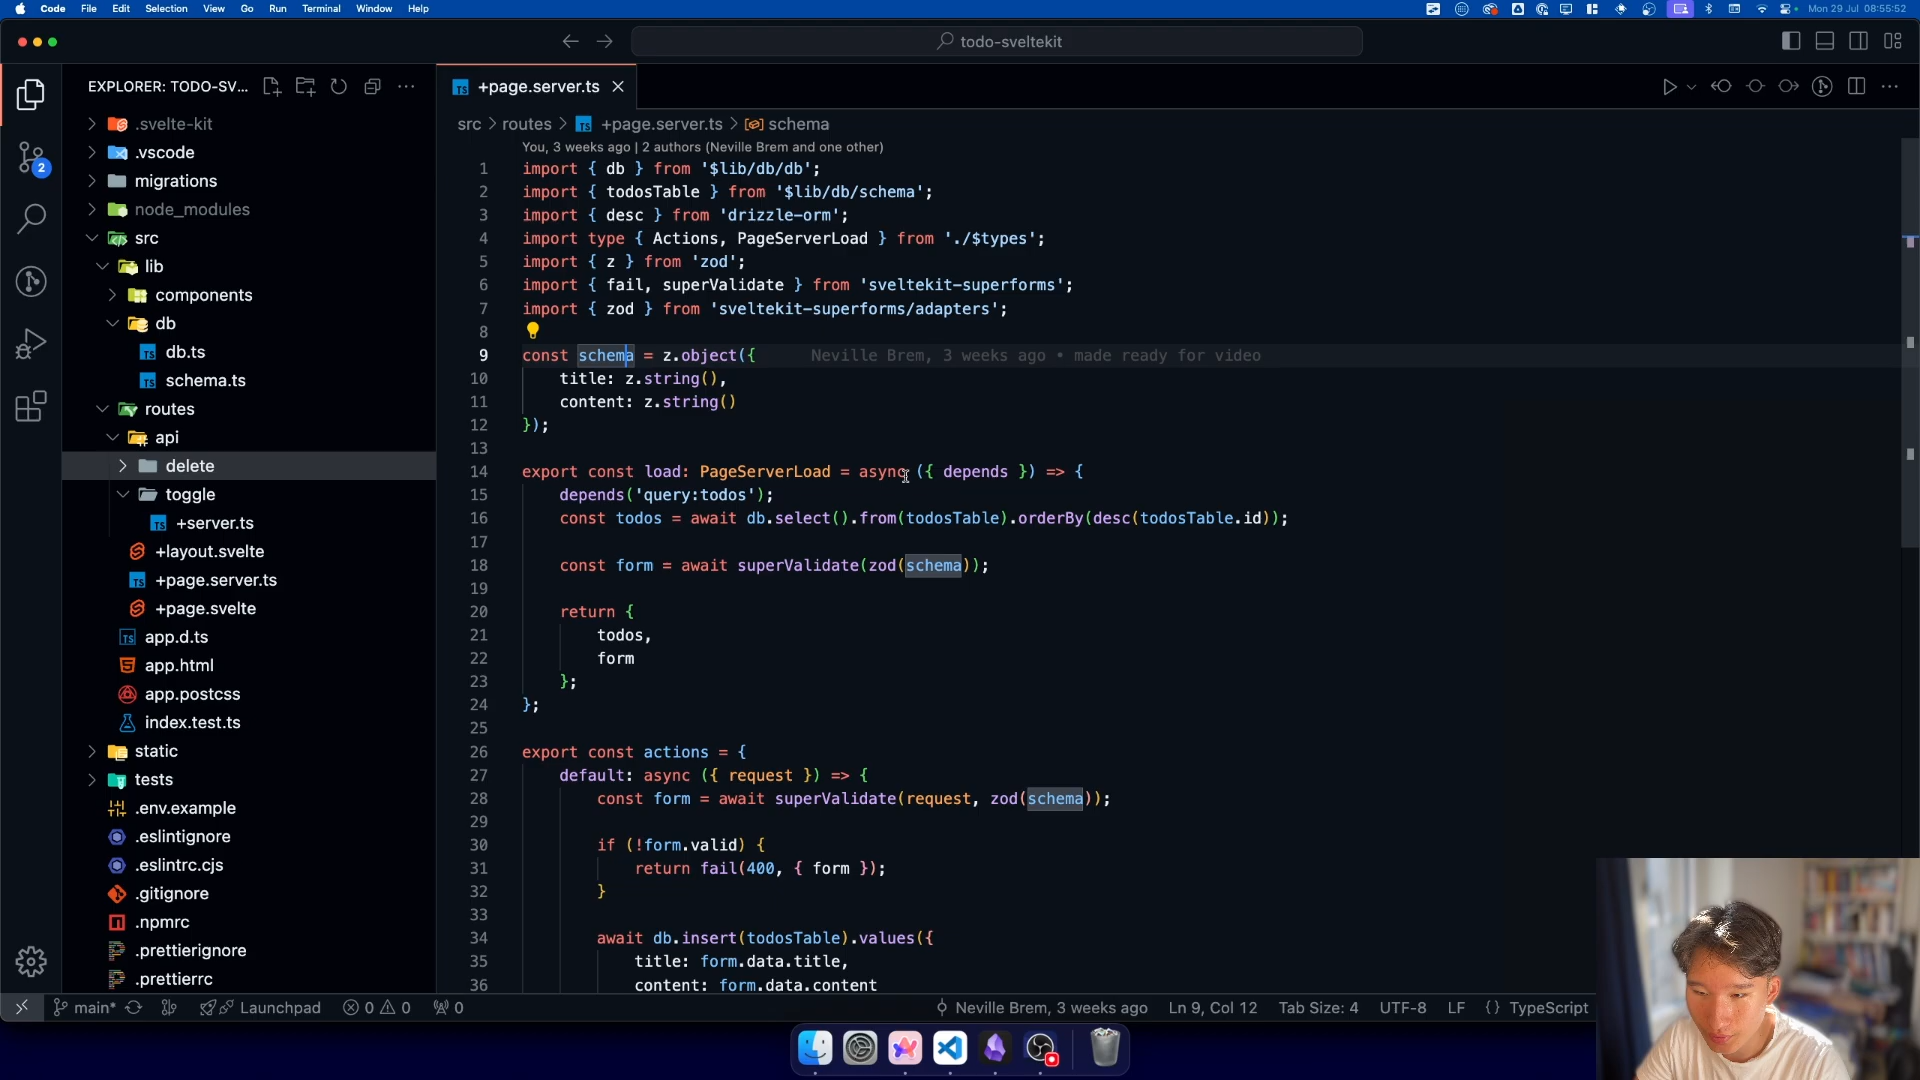 Code File Edit Selection View Go Run Terminal Window Help
Mon 29 Jul 08:55:52
todo-sveltekit
EXPLORER: TODO-SV...
.svelte-kit
.vscode
migrations
node_modules
src
lib
components
db
db.ts
schema.ts
routes
api
delete
toggle
+server.ts
+layout.svelte
+page.server.ts
+page.svelte
app.d.ts
app.html
app.postcss
index.test.ts
static
tests
.env.example
.eslintignore
.eslintrc.cjs
.gitignore
.npmrc
.prettierignore
.prettierrc
2
+page.server.ts
src > routes > +page.server.ts > schema
You, 3 weeks ago | 2 authors (Neville Brem and one other)
1 import { db } from '$lib/db/db';
2 import { todosTable } from '$lib/db/schema';
3 import { desc } from 'drizzle-orm';
4 import type { Actions, PageServerLoad } from './$types';
5 import { z } from 'zod';
6 import { fail, superValidate } from 'sveltekit-superforms';
7 import { zod } from 'sveltekit-superforms/adapters';
8
9 const schema = z.object({ Neville Brem, 3 weeks ago • made ready for video
10 title: z.string(),
11 content: z.string()
12 });
13
14 export const load: PageServerLoad = async ({ depends }) => {
15 depends('query:todos');
16 const todos = await db.select().from(todosTable).orderBy(desc(todosTable.id));
17
18 const form = await superValidate(zod(schema));
19
20 return {
21 todos,
22 form
23 };
24 };
25
26 export const actions = {
27 default: async ({ request }) => {
28 const form = await superValidate(request, zod(schema));
29
30 if (!form.valid) {
31 return fail(400, { form });
32 }
33
34 await db.insert(todosTable).values({
35 title: form.data.title,
36 content: form.data.content
main* Launchpad 0 0 0 Neville Brem, 3 weeks ago Ln 9, Col 12 Tab Size: 4 UTF-8 LF {} TypeScript